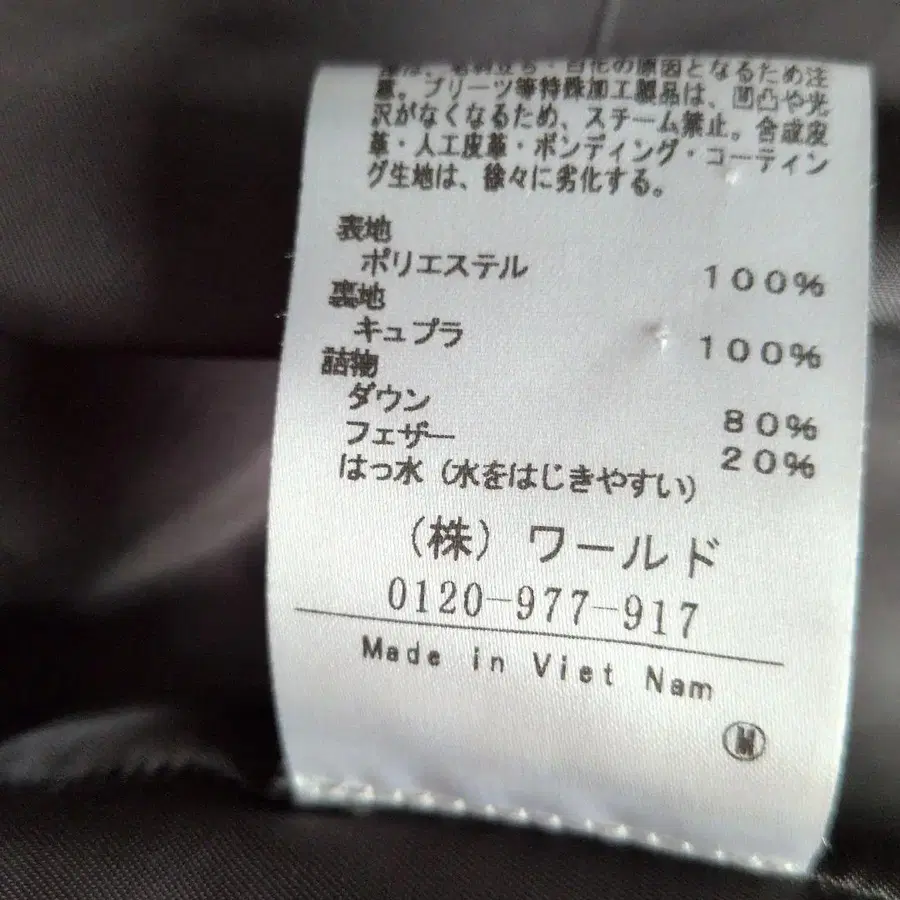 白化の原因となるため注
意。プリーツ等特殊加工製品は、凹凸や光
沢がなくなるため、スチーム禁止。合成皮
革・人工皮革・ボンディング・コーティン
グ生地は、徐々に劣化する。
表地
ポリエステル 100%
裏地
キュプラ 100%
詰物
ダウン 80%
フェザー 20%
はっ水（水をはじきやすい）
（株）ワールド
0120-977-917
Made in Viet Nam
M